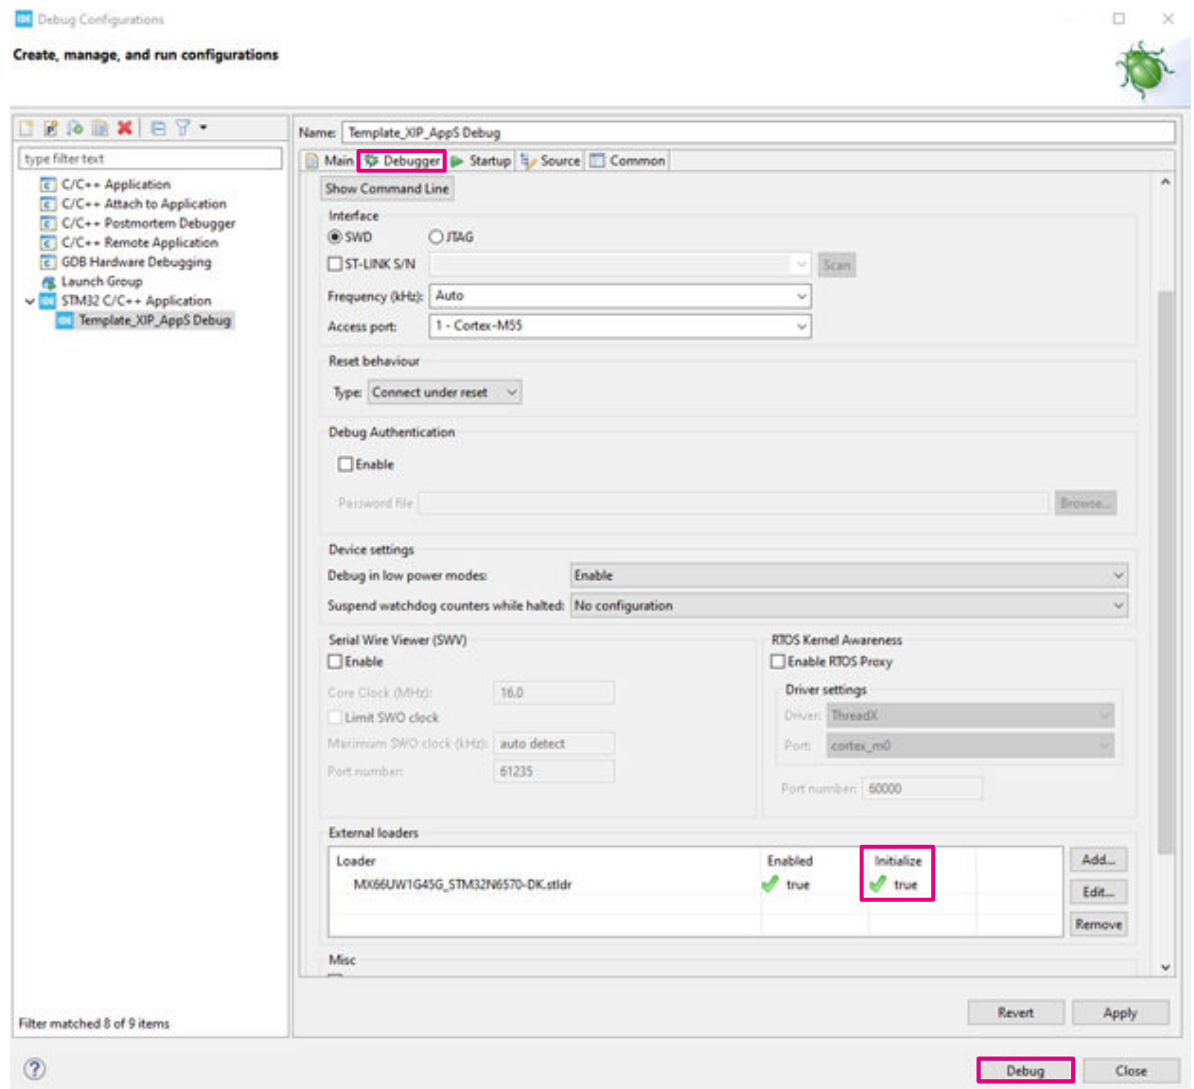 IDE Debug Configurations
Create, manage, and run configurations
type filter text
C/C++ Application
C/C++ Attach to Application
C/C++ Postmortem Debugger
C/C++ Remote Application
GDB Hardware Debugging
Launch Group
IDE STM32 C/C++ Application
IDE Template_XIP_AppS Debug
Filter matched 8 of 9 items
Name: Template_XIP_AppS Debug
Main Debugger Startup Source Common
Show Command Line
Interface
SWD JTAG
ST-LINK S/N Scan
Frequency (kHz): Auto
Access port: 1 - Cortex-M55
Reset behaviour
Type: Connect under reset
Debug Authentication
Enable
Password file Browse...
Device settings
Debug in low power modes: Enable
Suspend watchdog counters while halted: No configuration
Serial Wire Viewer (SWV)
Enable
Core Clock (MHz): 16.0
Limit SWO clock
Maximum SWO clock (kHz): auto detect
Port number: 61235
RTOS Kernel Awareness
Enable RTOS Proxy
Driver settings
Driver: ThreadX
Port: cortex_m0
Port number: 60000
External loaders
Loader Enabled Initialize
MX66UW1G45G_STM32N6570-DK.stldr true true
Add...
Edit...
Remove
Misc
Revert Apply
? Debug Close